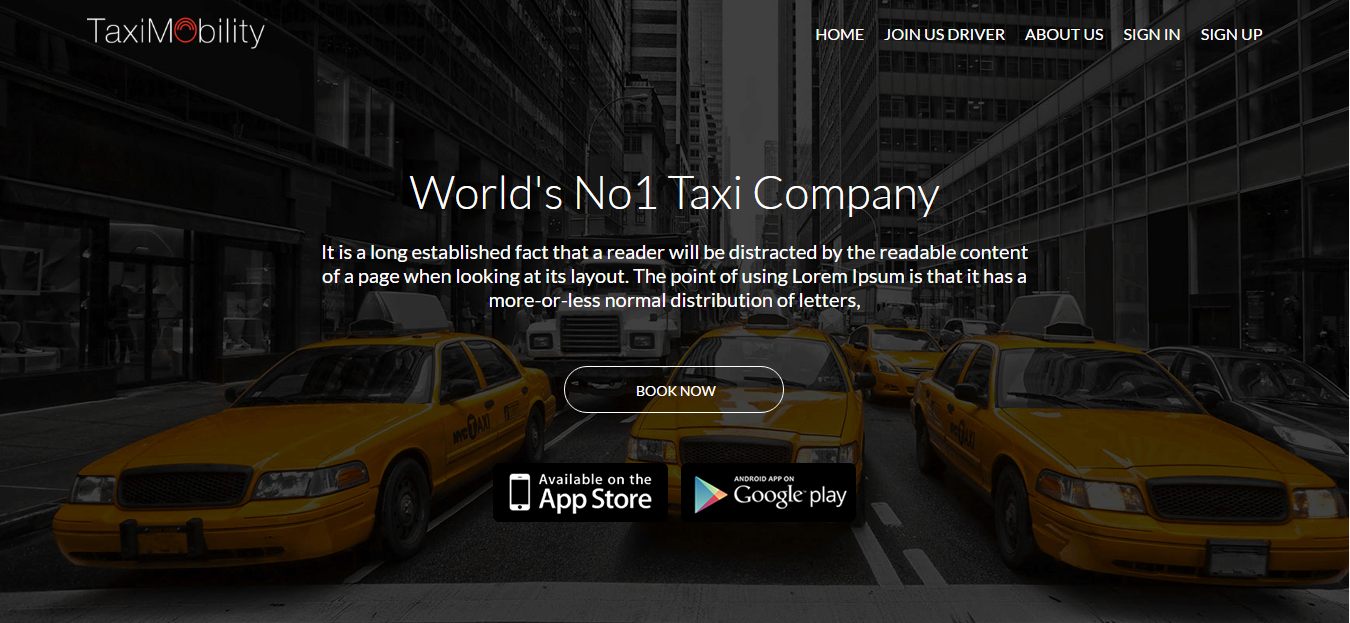 TaxiMobility
HOME JOIN US DRIVER ABOUT US SIGN IN SIGN UP
World's No1 Taxi Company
It is a long established fact that a reader will be distracted by the readable content
of a page when looking at its layout. The point of using Lorem Ipsum is that it has a
more-or-less normal distribution of letters,
NYC TAXI
BOOK NOW
Available on the
App Store
ANDROID APP ON
Google play